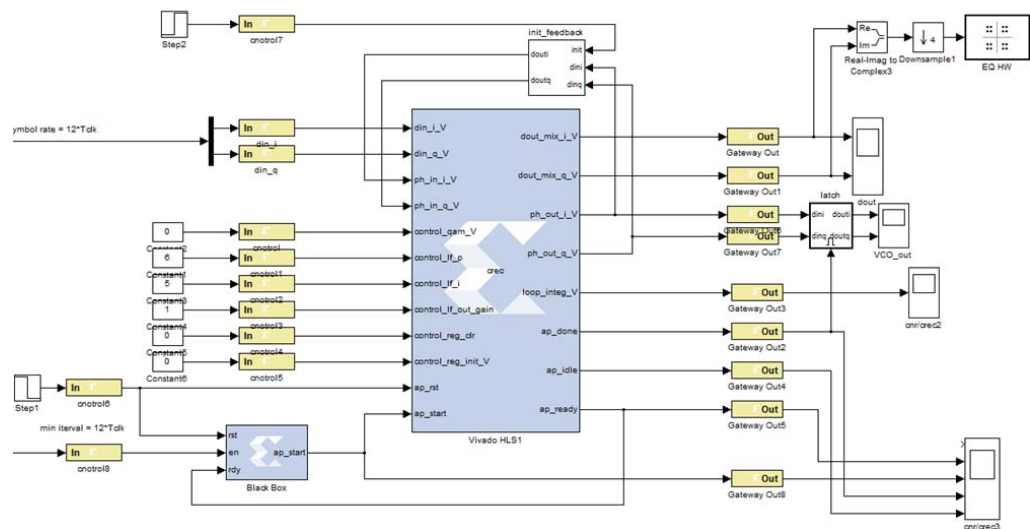 Step2
In
cnotrol7
init_feedback
douti
doutq
init
dini
dinq
Re
Im
Real-Imag to
Complex3
4
Downsample1
EQ HW
ymbol rate = 12*Tclk
In
din_i
In
din_q
din_i_V
din_q_V
ph_in_i_V
ph_in_q_V
control_qam_V
control_lf_p
control_lf_i
control_lf_out_gain
control_reg_clr
control_reg_init_V
ap_rst
ap_start
crec
dout_mix_i_V
dout_mix_q_V
ph_out_i_V
ph_out_q_V
loop_integ_V
ap_done
ap_idle
ap_ready
Vivado HLS1
Out
Gateway Out
Out
Gateway Out1
Out
Gateway Out6
Out
Gateway Out7
Out
Gateway Out3
Out
Gateway Out2
Out
Gateway Out4
Out
Gateway Out5
Out
Gateway Out8
dout
latch
dini
douti
dinq
doutq
VCO_out
cnr/crec2
cnr/crec3
0
Constant2
In
cnotrol
6
Constant1
In
cnotrol1
5
Constant3
In
cnotrol2
1
Constant4
In
cnotrol3
0
Constant5
In
cnotrol4
0
Constant6
In
cnotrol5
Step1
In
cnotrol6
min iterval = 12*Tclk
In
cnotrol8
rst
en
rdy
ap_start
Black Box